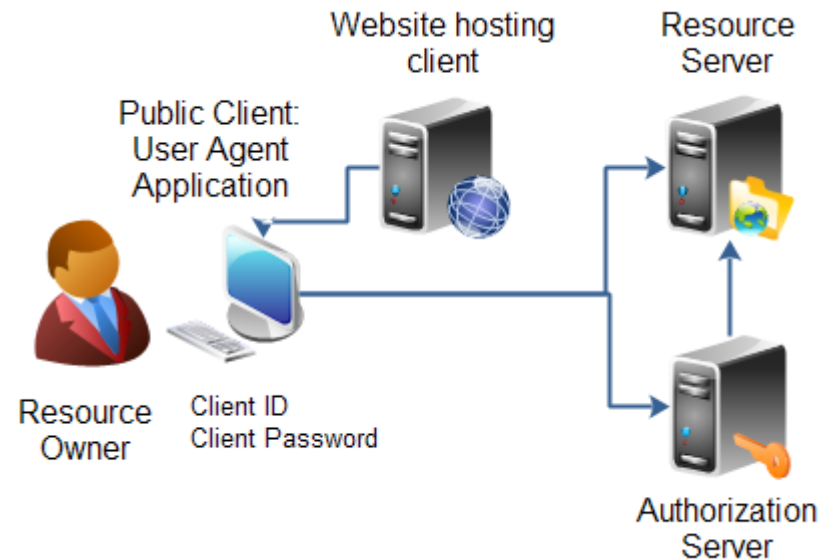 Website hosting
client
Resource
Server
Public Client:
User Agent
Application
Resource
Owner
Client ID
Client Password
Authorization
Server